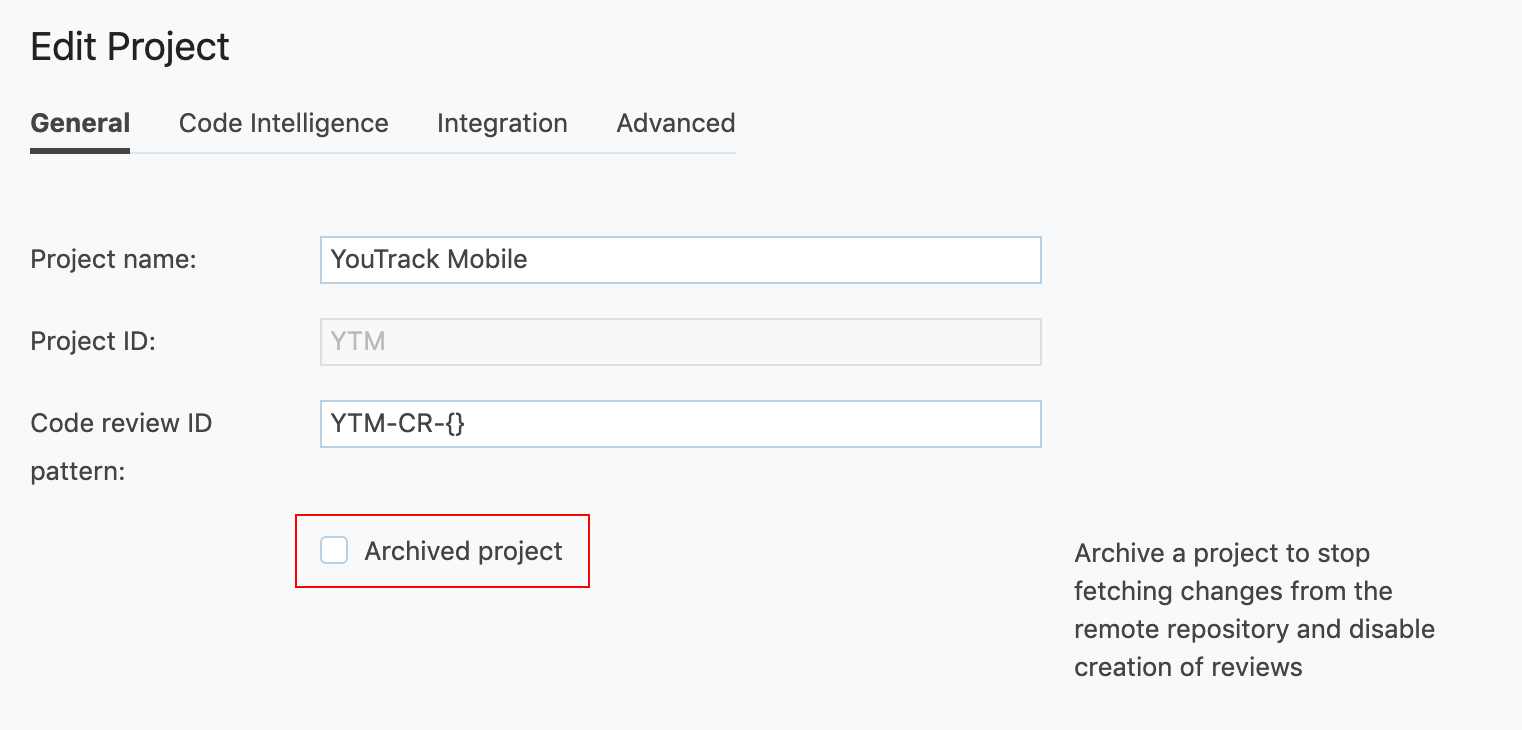 Edit Project
General Code Intelligence Integration Advanced
Project name: YouTrack Mobile
Project ID: YTM
Code review ID YTM-CR-{}
pattern:
Archived project
Archive a project to stop
fetching changes from the
remote repository and disable
creation of reviews